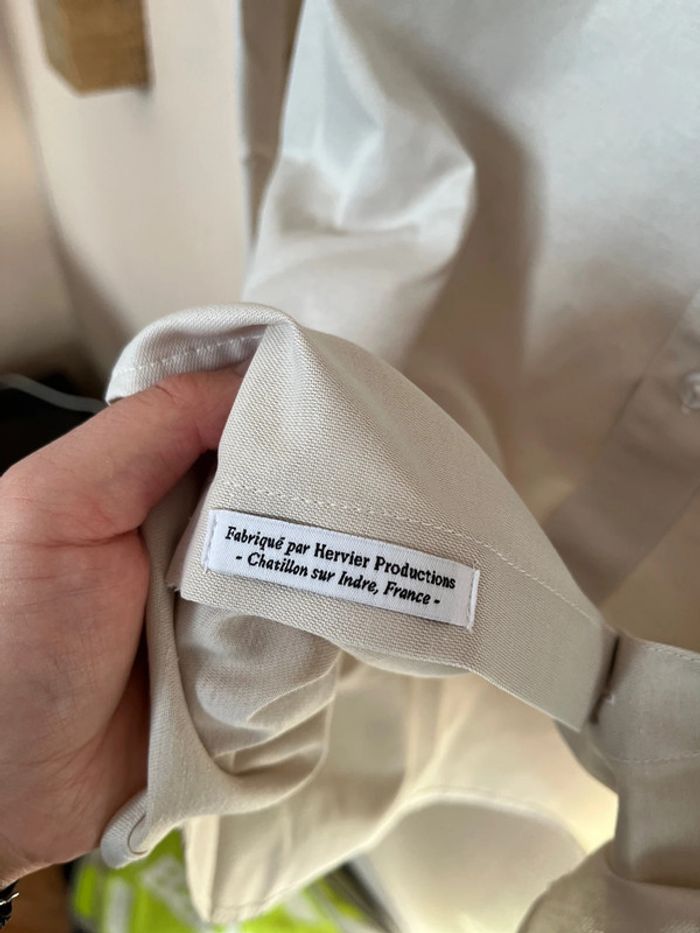 Fabriqué par Hervier Productions
- Chatillon sur Indre, France -